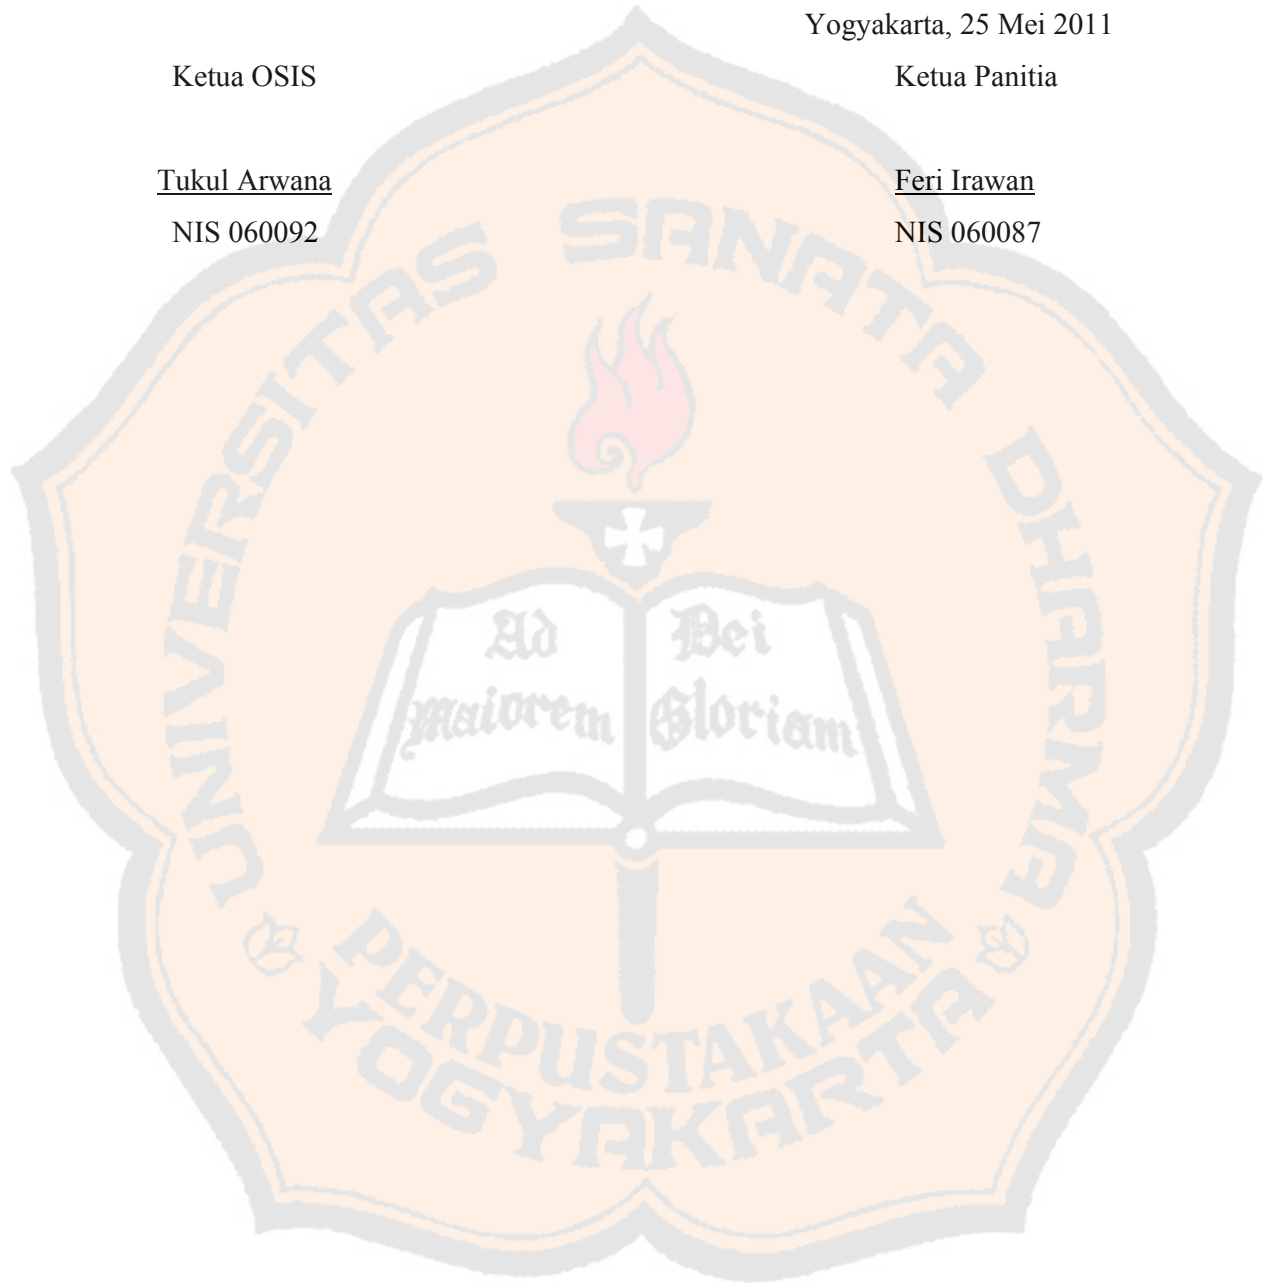 Yogyakarta, 25 Mei 2011
Ketua OSIS Ketua Panitia
Tukul Arwana Feri Irawan
NIS 060092 NIS 060087
UNIVERSITAS SANATA DHARMA
Ad Dei
maiorem Gloriam
PERPUSTAKAAN
YOGYAKARTA